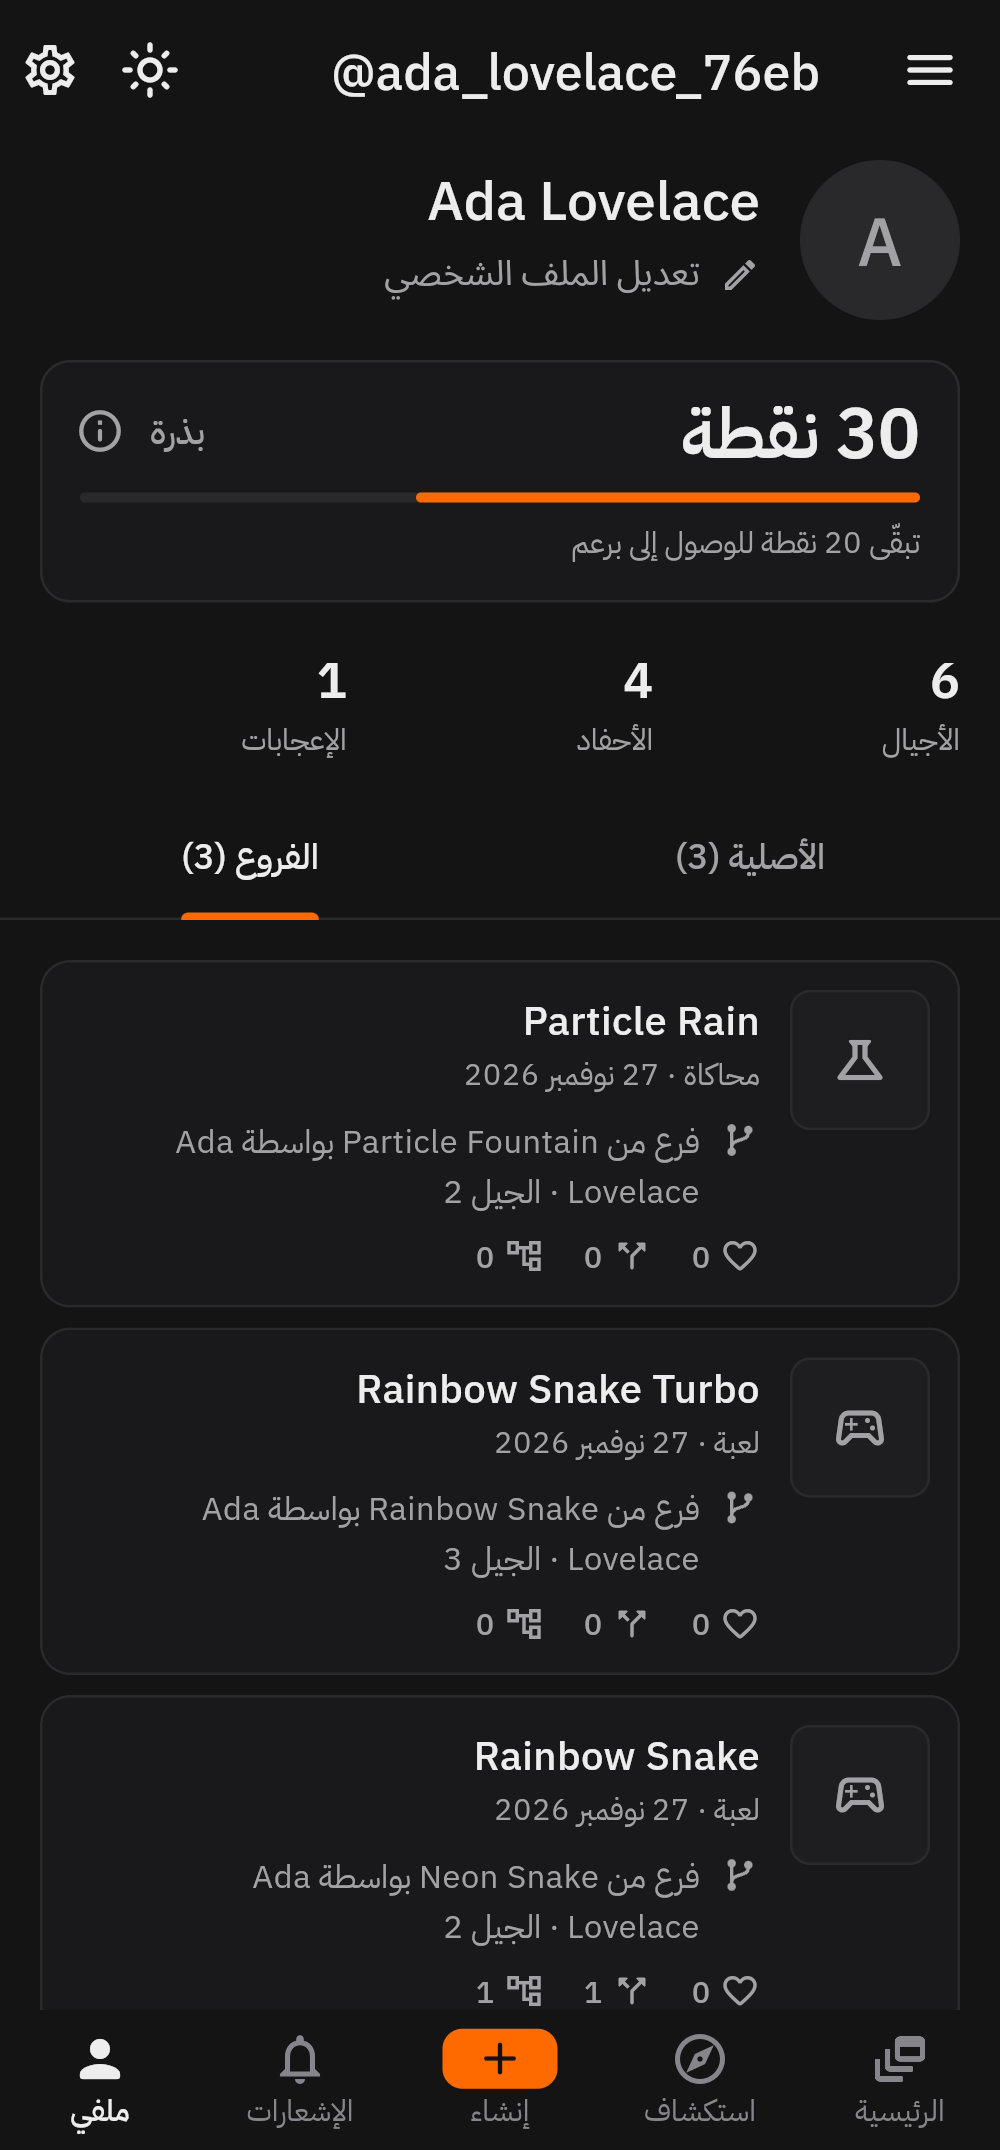 @ada_lovelace_76eb
A
Ada Lovelace
تعديل الملف الشخصي
30 نقطة
بذرة
تبقّى 20 نقطة للوصول إلى برعم
6
الأجيال
4
الأحفاد
1
الإعجابات
الأصلية (3)
الفروع (3)
Particle Rain
محاكاة · 27 نوفمبر 2026
فرع من Particle Fountain بواسطة Ada
Lovelace · الجيل 2
0 0 0
Rainbow Snake Turbo
لعبة · 27 نوفمبر 2026
فرع من Rainbow Snake بواسطة Ada
Lovelace · الجيل 3
0 0 0
Rainbow Snake
لعبة · 27 نوفمبر 2026
فرع من Neon Snake بواسطة Ada
Lovelace · الجيل 2
0 1 1
الرئيسية
استكشاف
إنشاء
الإشعارات
ملفي